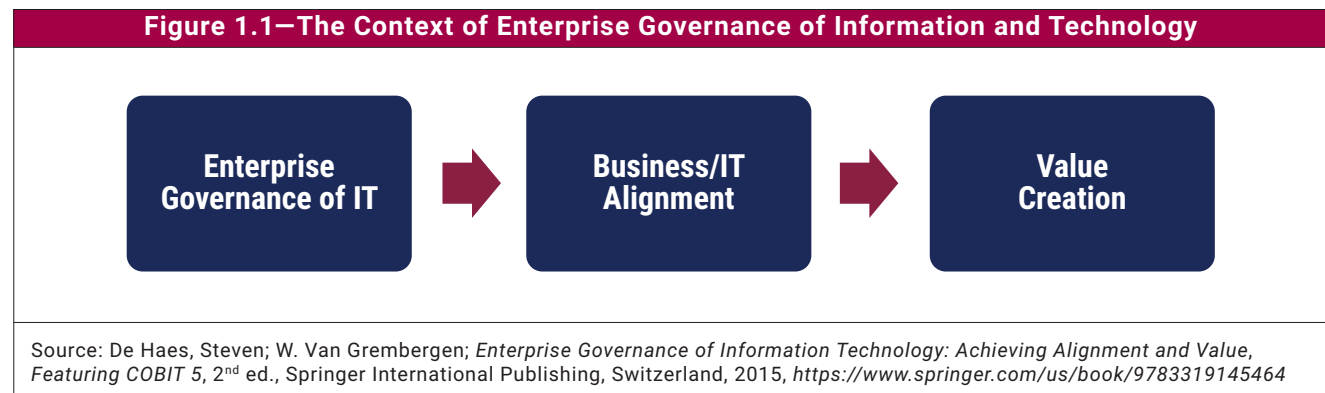 Figure 1.1—The Context of Enterprise Governance of Information and Technology
Enterprise
Governance of IT
Business/IT
Alignment
Value
Creation
Source: De Haes, Steven; W. Van Grembergen; Enterprise Governance of Information Technology: Achieving Alignment and Value,
Featuring COBIT 5, 2nd ed., Springer International Publishing, Switzerland, 2015, https://www.springer.com/us/book/9783319145464